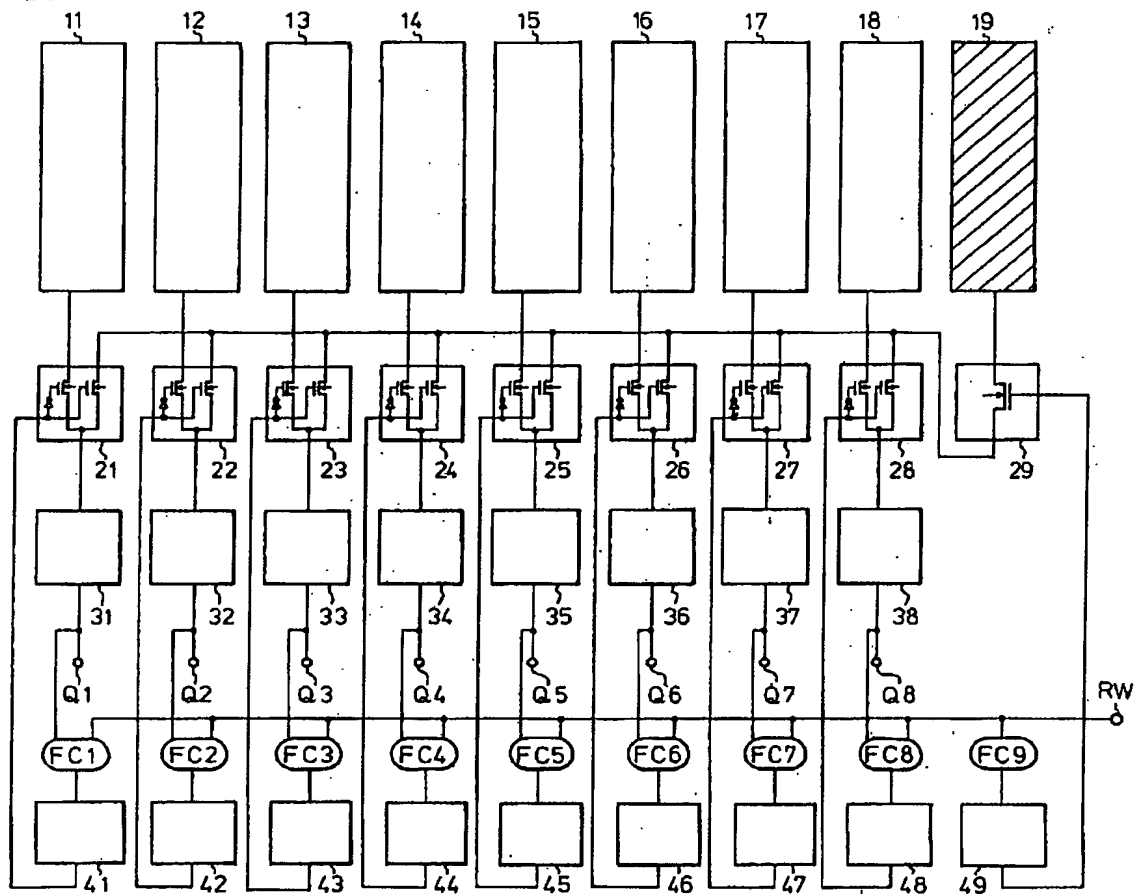 11 12 13 14 15 16 17 18 19
21 22 23 24 25 26 27 28 29
31 32 33 34 35 36 37 38
Q1 Q2 Q3 Q4 Q5 Q6 Q7 Q8
RW
FC1 FC2 FC3 FC4 FC5 FC6 FC7 FC8 FC9
41 42 43 44 45 46 47 48 49